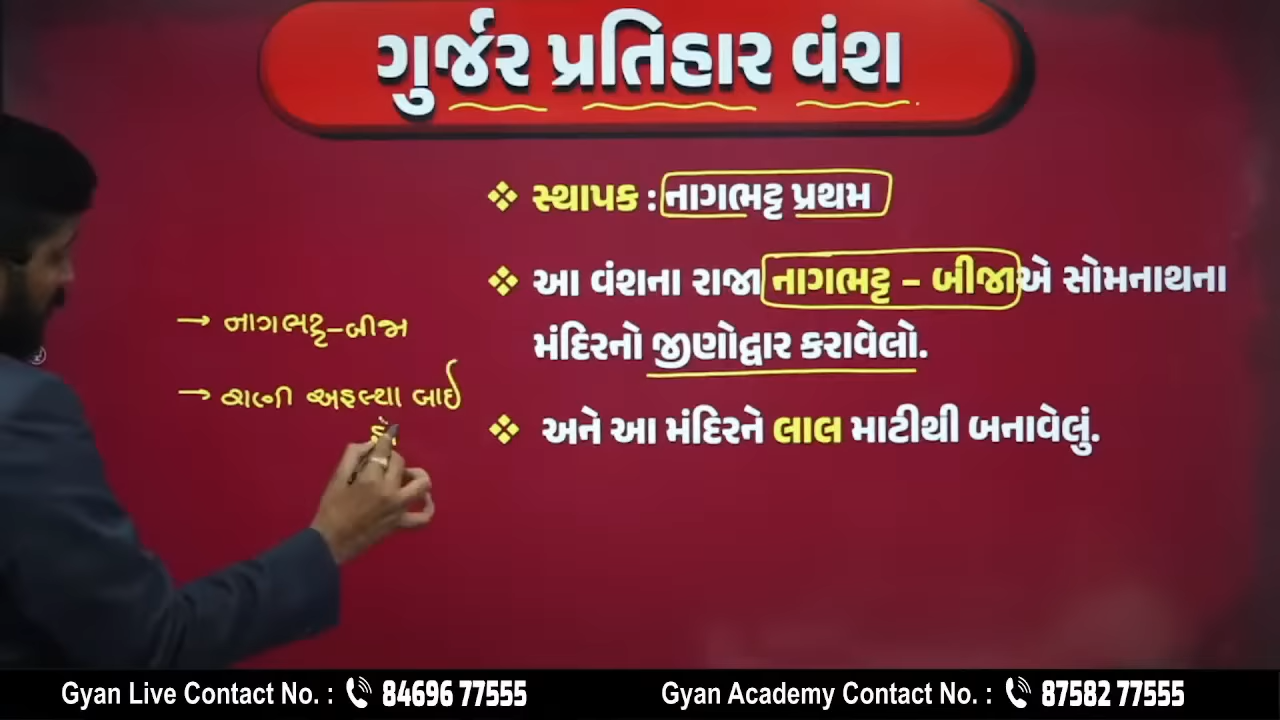 ગુર્જર પ્રતિહાર વંશ
❖ સ્થાપક : નાગભટ્ટ પ્રથમ
❖ આ વંશના રાજા નાગભટ્ટ – બીજાએ સોમનાથના
મંદિરનો જીણોદ્વાર કરાવેલો.
❖ અને આ મંદિરને લાલ માટીથી બનાવેલું.
→ નાગભટ્ટ-બીજા
→ રાણી અહલ્યા બાઈ
Gyan Live Contact No. : 84696 77555
Gyan Academy Contact No. : 87582 77555